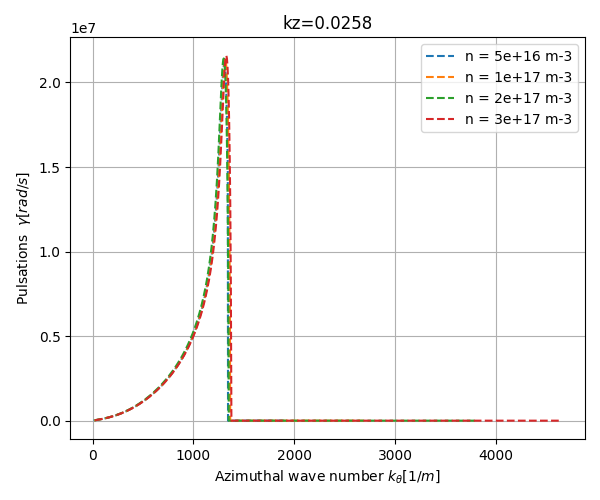 kz=0.0258
1e7
n = 5e+16 m-3
n = 1e+17 m-3
n = 2e+17 m-3
n = 3e+17 m-3
2.0
1.5
1.0
0.5
0.0
Pulsations γ[rad/s]
0 1000 2000 3000 4000
Azimuthal wave number kθ[1/m]